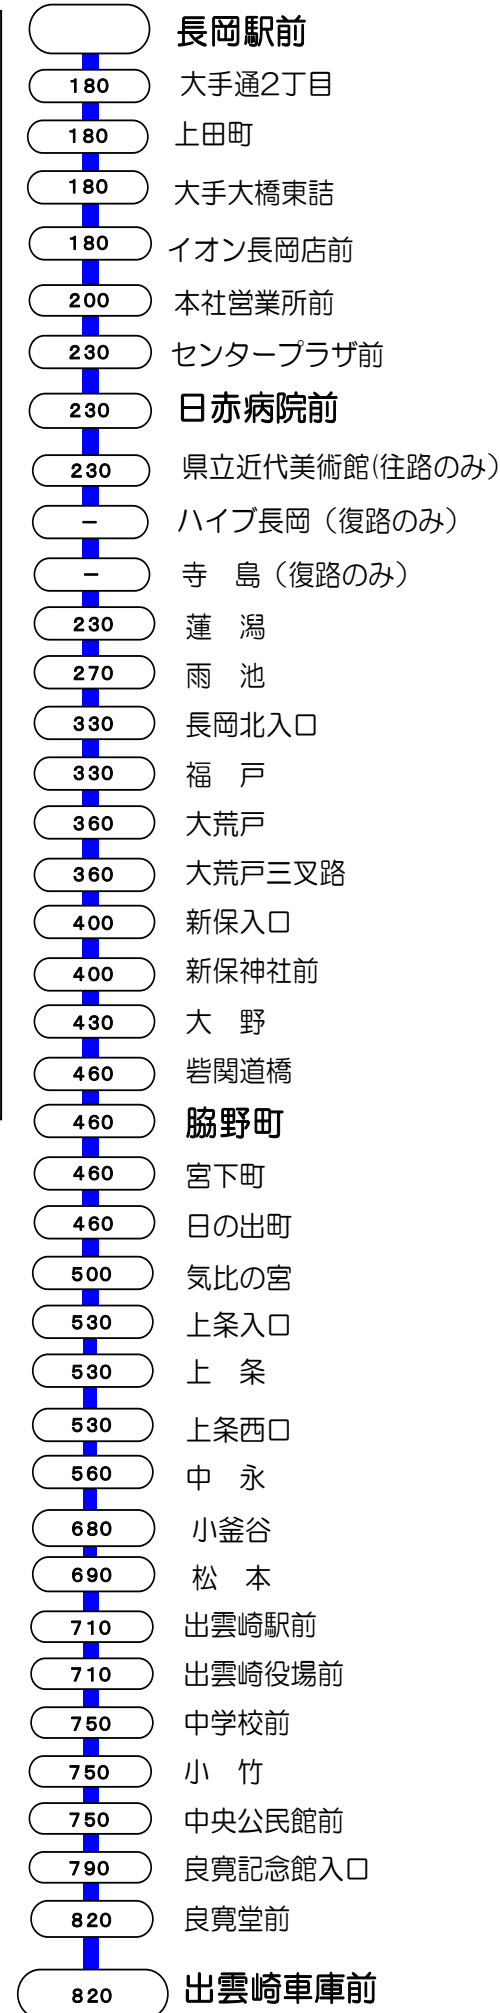 長岡駅前
180 大手通2丁目
180 上田町
180 大手大橋東詰
180 イオン長岡店前
200 本社営業所前
230 センタープラザ前
230 日赤病院前
230 県立近代美術館(往路のみ)
− ハイブ長岡（復路のみ）
− 寺　島（復路のみ）
230 蓮　潟
270 雨　池
330 長岡北入口
330 福　戸
360 大荒戸
360 大荒戸三叉路
400 新保入口
400 新保神社前
430 大　野
460 呰関道橋
460 脇野町
460 宮下町
460 日の出町
500 気比の宮
530 上条入口
530 上　条
530 上条西口
560 中　永
680 小釜谷
690 松　本
710 出雲崎駅前
710 出雲崎役場前
750 中学校前
750 小　竹
750 中央公民館前
790 良寛記念館入口
820 良寛堂前
820 出雲崎車庫前